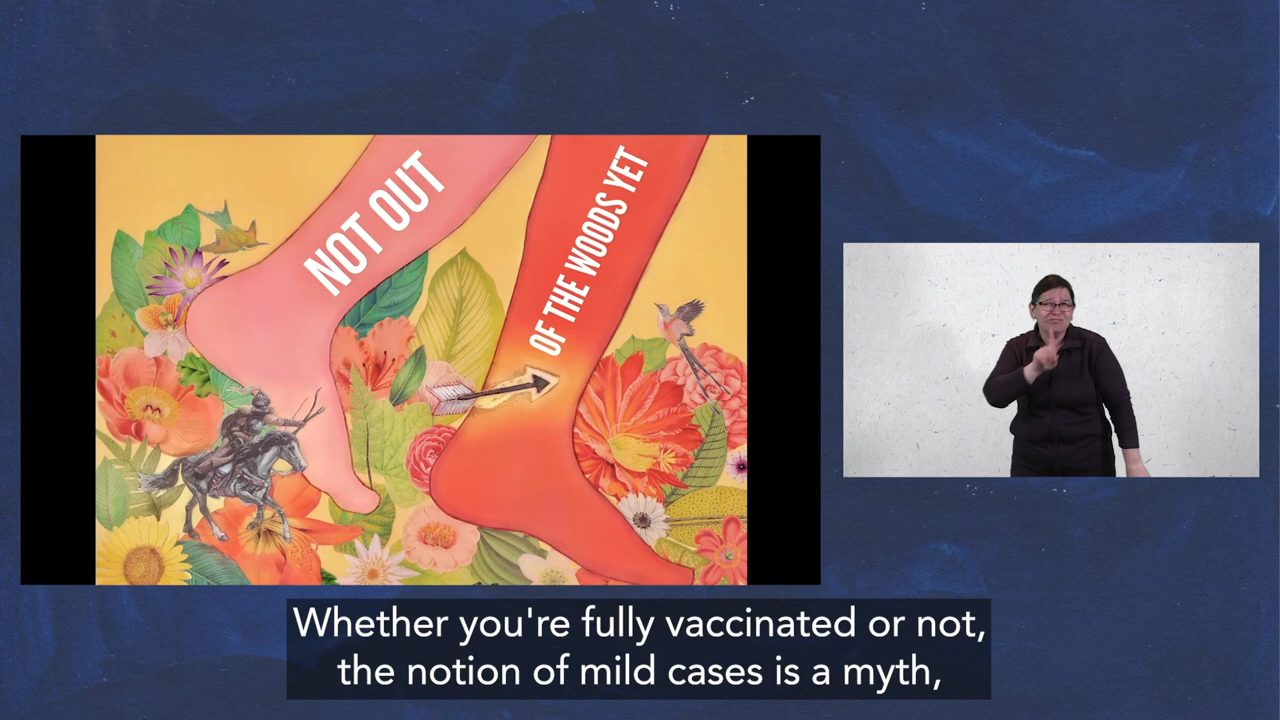 NOT OUT
OF THE WOODS YET
Whether you're fully vaccinated or not,
the notion of mild cases is a myth,